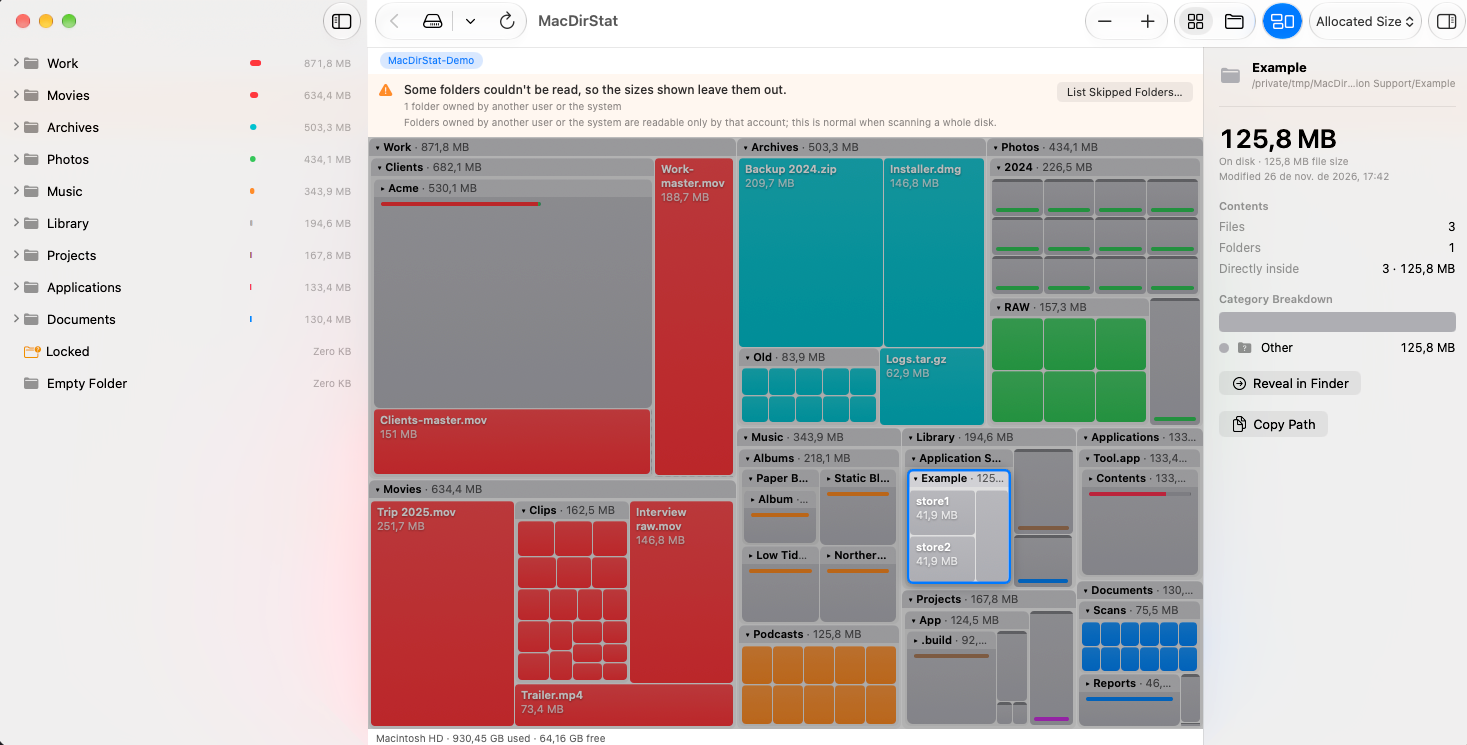 MacDirStat
Allocated Size
Work 871,8 MB
Movies 634,4 MB
Archives 503,3 MB
Photos 434,1 MB
Music 343,9 MB
Library 194,6 MB
Projects 167,8 MB
Applications 133,4 MB
Documents 130,4 MB
Locked Zero KB
Empty Folder Zero KB
MacDirStat-Demo
Some folders couldn't be read, so the sizes shown leave them out.
1 folder owned by another user or the system
Folders owned by another user or the system are readable only by that account; this is normal when scanning a whole disk.
List Skipped Folders...
Work · 871,8 MB
Clients · 682,1 MB
Acme · 530,1 MB
Work-
master.mov
188,7 MB
Clients-master.mov
151 MB
Movies · 634,4 MB
Trip 2025.mov
251,7 MB
Clips · 162,5 MB
Interview
raw.mov
146,8 MB
Trailer.mp4
73,4 MB
Archives · 503,3 MB
Backup 2024.zip
209,7 MB
Installer.dmg
146,8 MB
Old · 83,9 MB
Logs.tar.gz
62,9 MB
Photos · 434,1 MB
2024 · 226,5 MB
RAW · 157,3 MB
Music · 343,9 MB
Albums · 218,1 MB
Paper B...
Album ·...
Static Bl...
Low Tid...
Norther...
Podcasts · 125,8 MB
Library · 194,6 MB
Application S...
Example · 125...
store1
41,9 MB
store2
41,9 MB
Projects · 167,8 MB
App · 124,5 MB
.build · 92,...
Applications · 133...
Tool.app · 133,4...
Contents · 133,...
Documents · 130,...
Scans · 75,5 MB
Reports · 46,...
Macintosh HD · 930,45 GB used · 64,16 GB free
Example
/private/tmp/MacDir...ion Support/Example
125,8 MB
On disk · 125,8 MB file size
Modified 26 de nov. de 2026, 17:42
Contents
Files 3
Folders 1
Directly inside 3 · 125,8 MB
Category Breakdown
Other 125,8 MB
Reveal in Finder
Copy Path